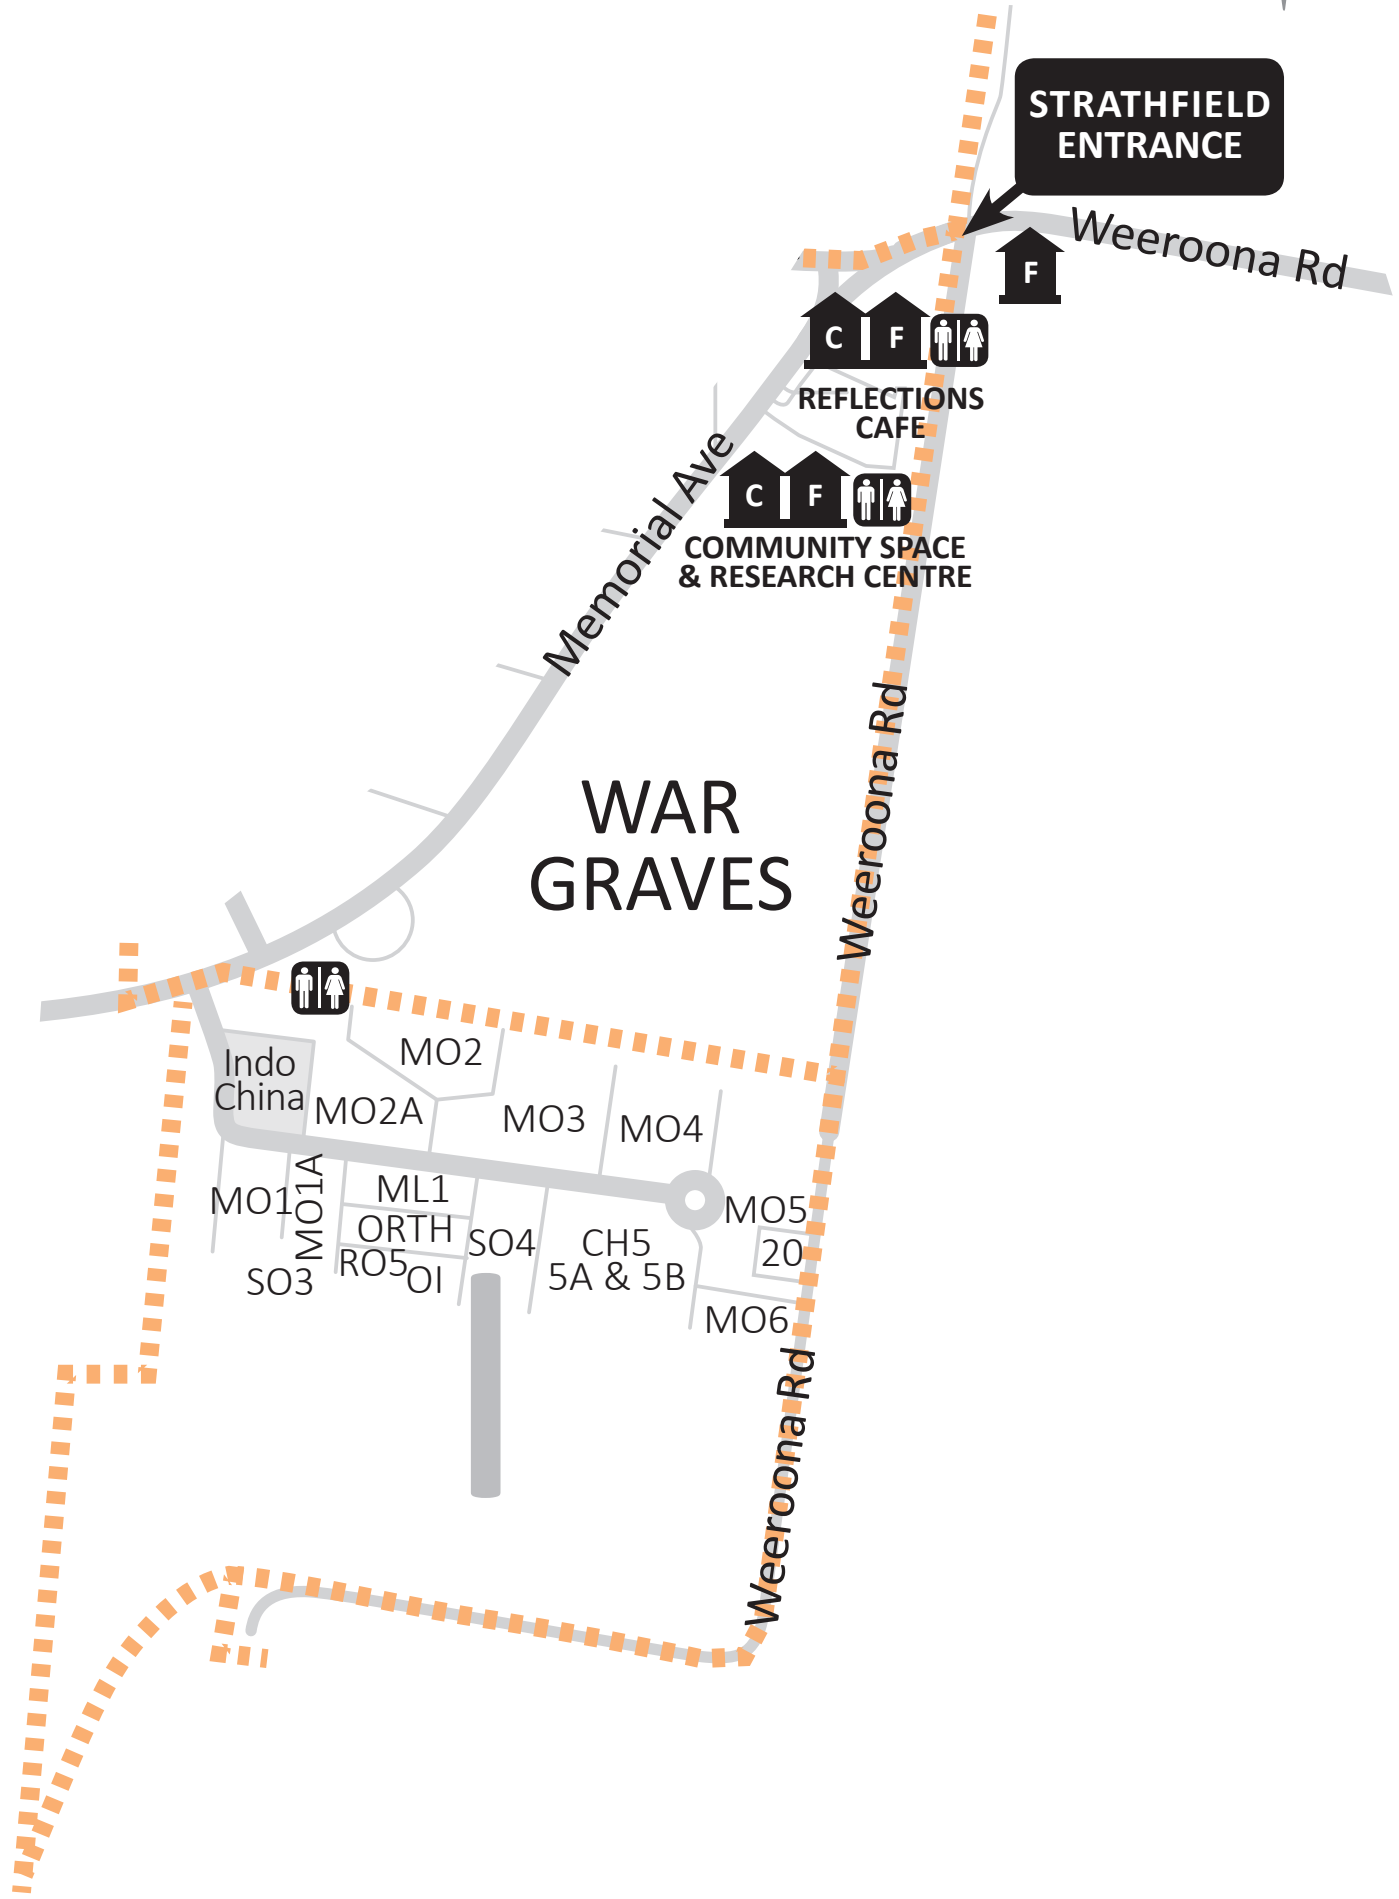 STRATHFIELD
ENTRANCE
Weeroona Rd
F
C F
REFLECTIONS
CAFE
Memorial Ave
C F
COMMUNITY SPACE
& RESEARCH CENTRE
Weeroona Rd
WAR
GRAVES
Indo
China
MO2
MO2A
MO3
MO4
MO1
MO1A
ML1
ORTH
RO5
OI
SO3
SO4
CH5
5A & 5B
MO5
20
MO6
Weeroona Rd